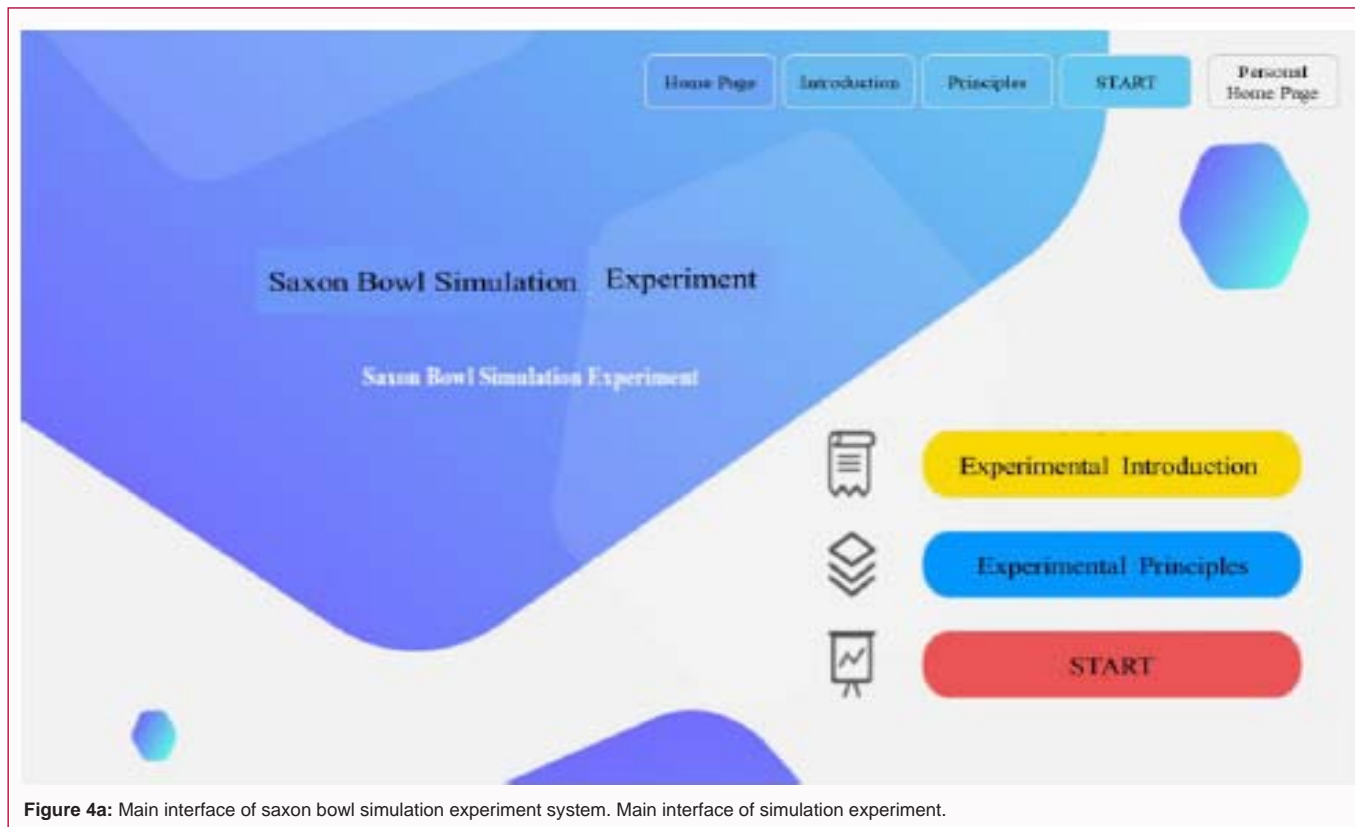 Home Page
Introduction
Principles
START
Personal
Home Page
Saxon Bowl Simulation Experiment
Saxon Bowl Simulation Experiment
Experimental Introduction
Experimental Principles
START
Figure 4a: Main interface of saxon bowl simulation experiment system. Main interface of simulation experiment.